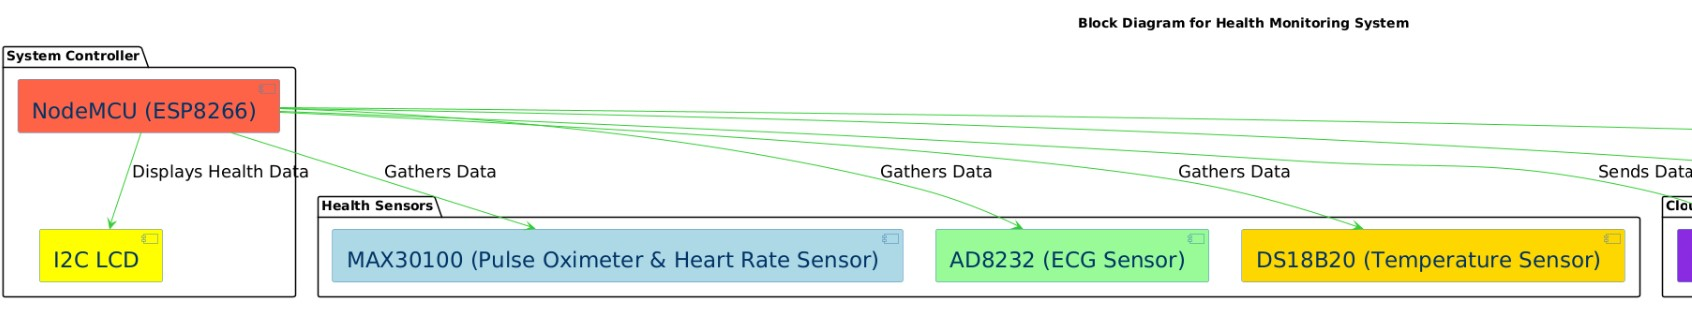 Block Diagram for Health Monitoring System
System Controller
NodeMCU (ESP8266)
Displays Health Data
Gathers Data
Gathers Data
Gathers Data
Sends Data
Health Sensors
I2C LCD
MAX30100 (Pulse Oximeter & Heart Rate Sensor)
AD8232 (ECG Sensor)
DS18B20 (Temperature Sensor)